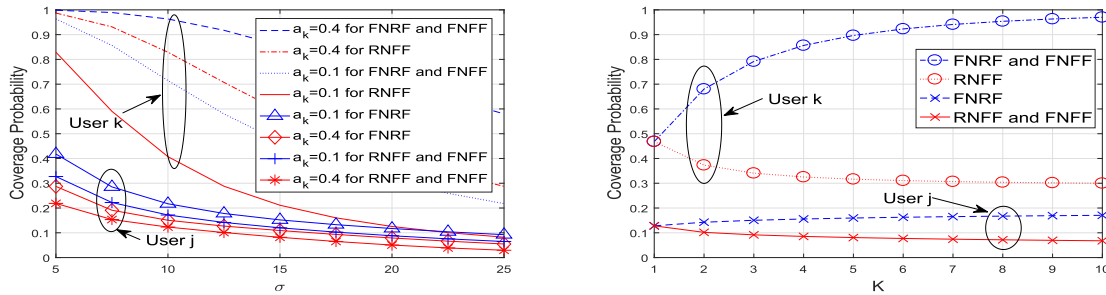 Coverage Probability
1
0.9
0.8
0.7
0.6
0.5
0.4
0.3
0.2
0.1
0
5
10
15
20
25
σ
User k
User j
a_k=0.4 for FNRF and FNFF
a_k=0.4 for RNFF
a_k=0.1 for FNRF and FNFF
a_k=0.1 for RNFF
a_k=0.1 for FNRF
a_k=0.4 for FNRF
a_k=0.1 for RNFF and FNFF
a_k=0.4 for RNFF and FNFF
Coverage Probability
1
0.9
0.8
0.7
0.6
0.5
0.4
0.3
0.2
0.1
0
1
2
3
4
5
6
7
8
9
10
K
User k
User j
FNRF and FNFF
RNFF
FNRF
RNFF and FNFF